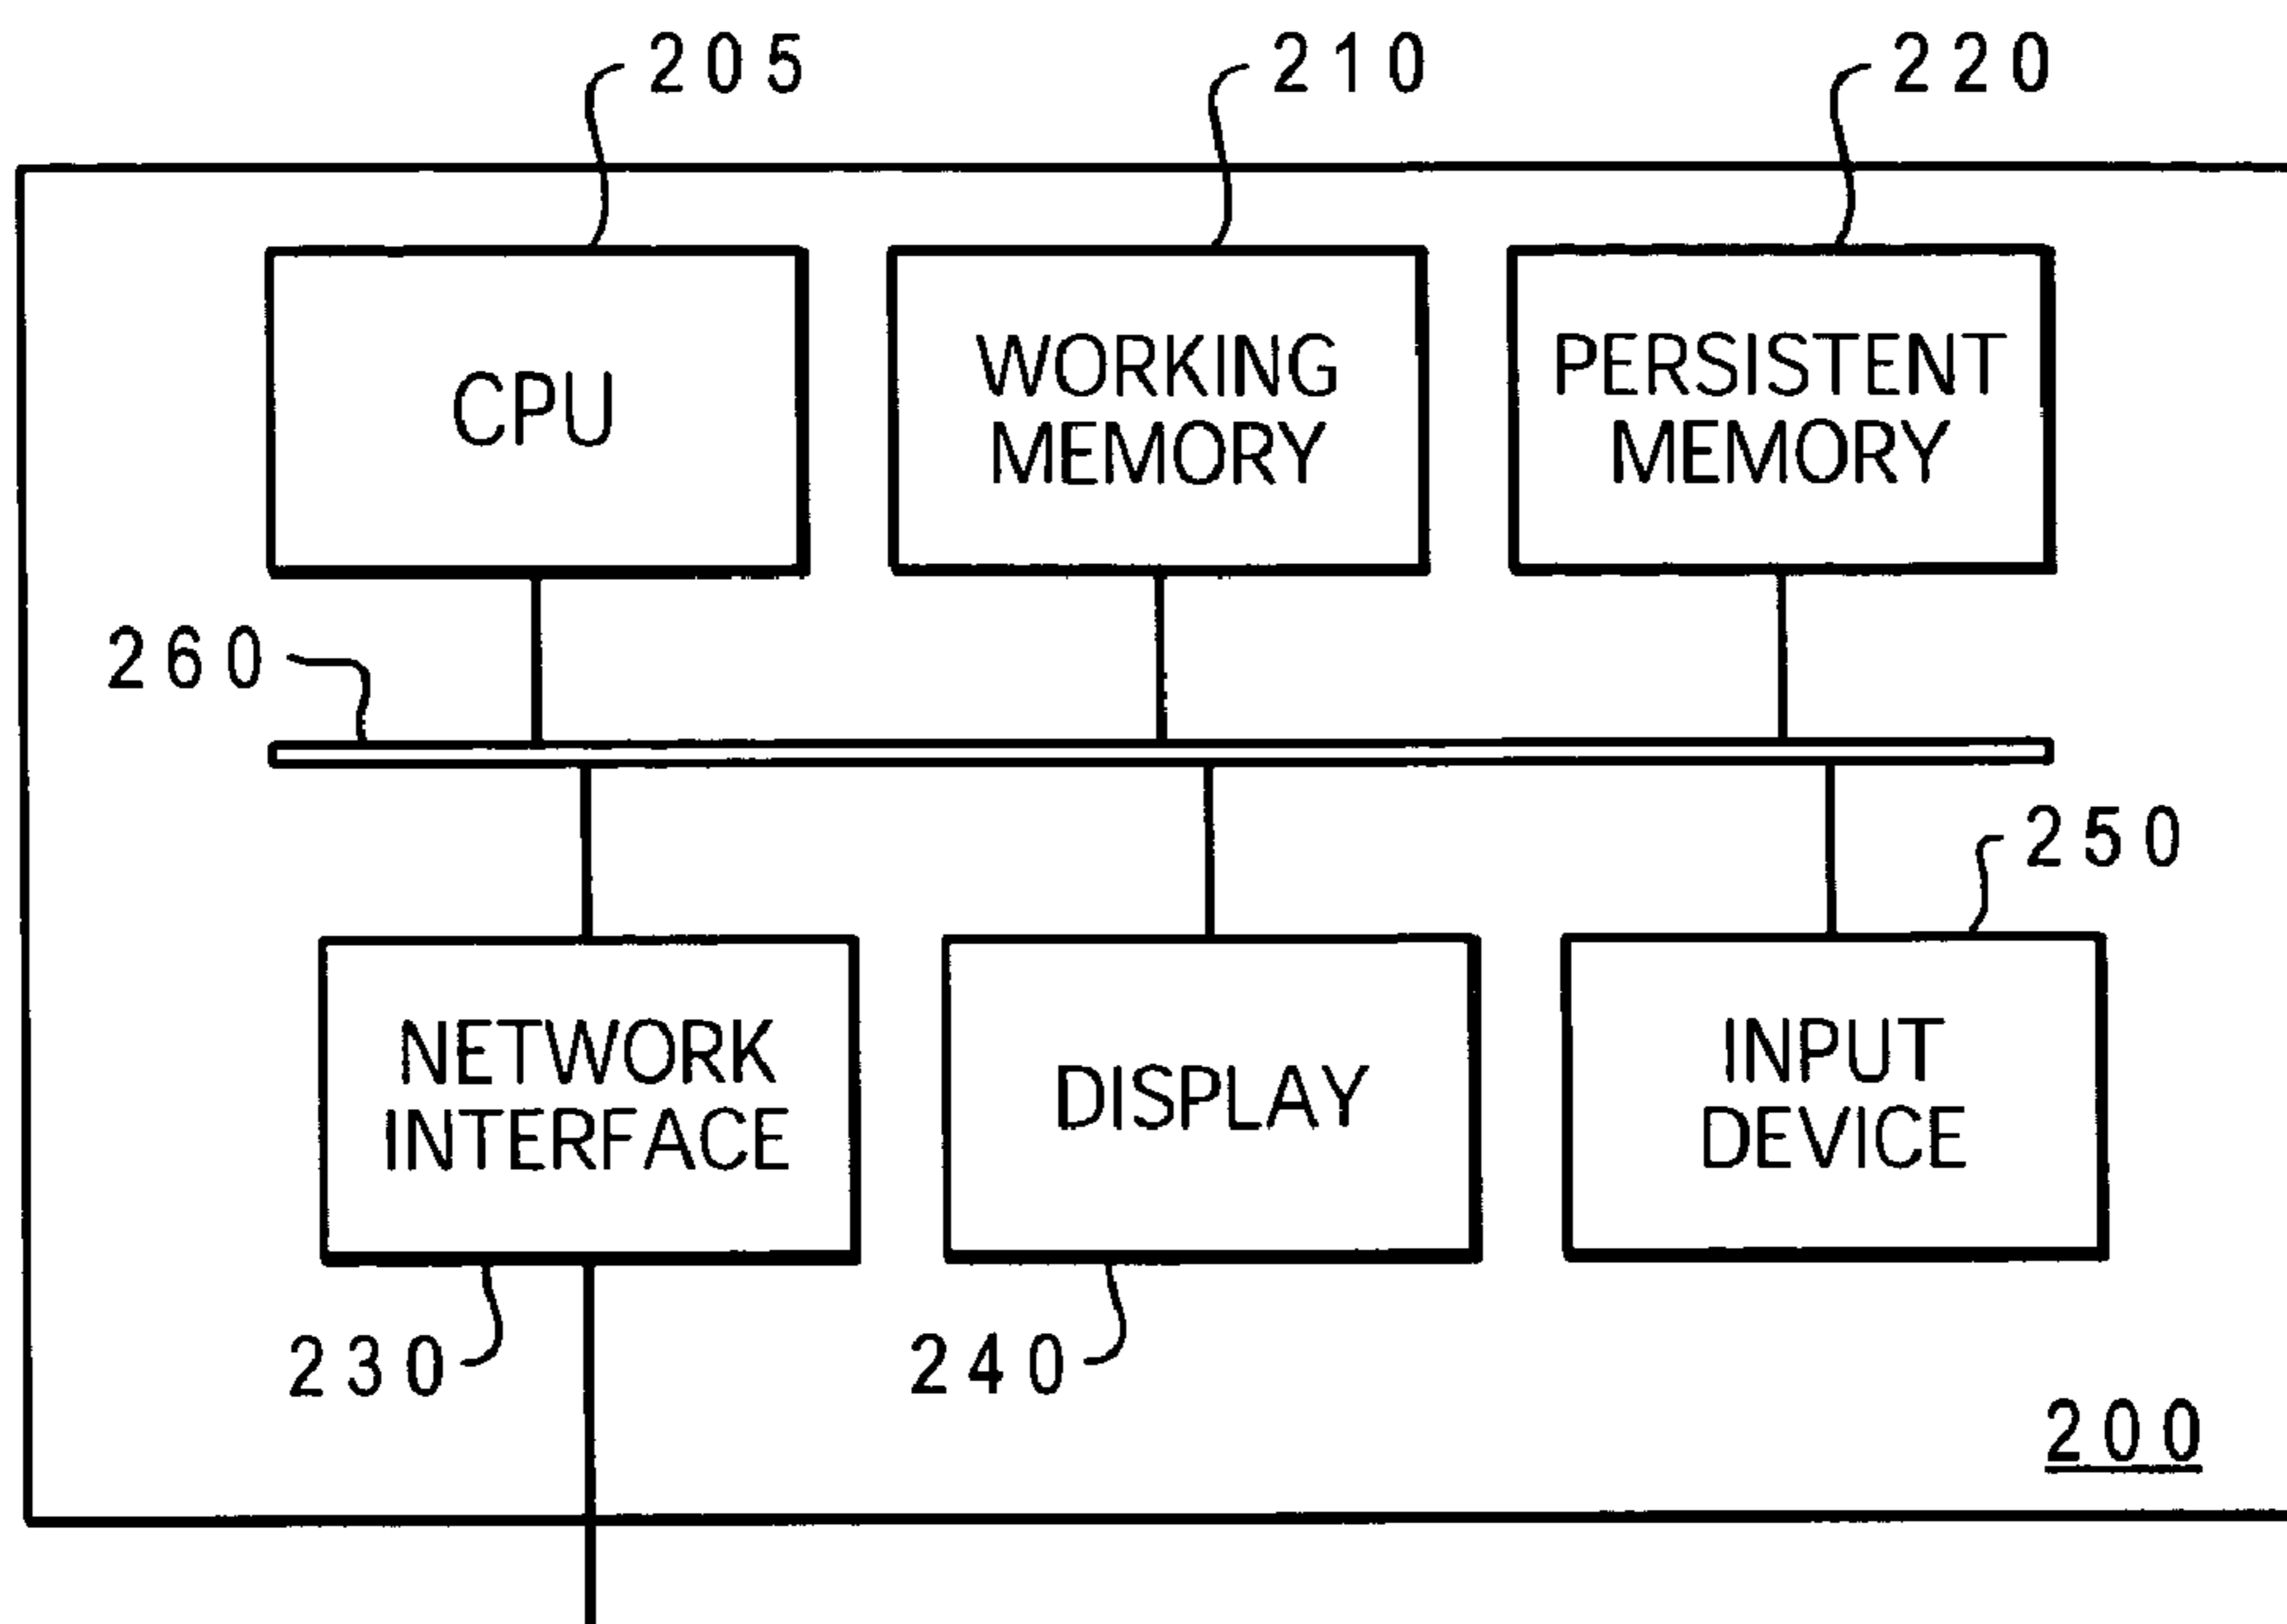 205
210
220
CPU
WORKING
MEMORY
PERSISTENT
MEMORY
260
250
NETWORK
INTERFACE
DISPLAY
INPUT
DEVICE
230
240
200